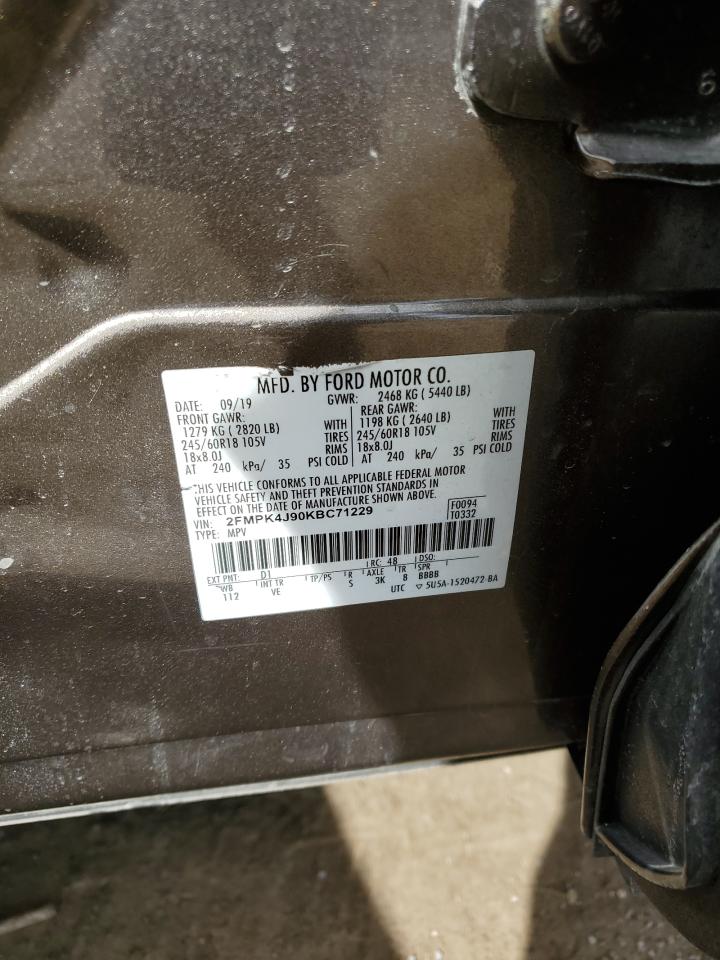 MFD. BY FORD MOTOR CO.
DATE: 09/19 GVWR: 2468 KG ( 5440 LB)
FRONT GAWR: REAR GAWR:
1279 KG ( 2820 LB) WITH 1198 KG ( 2640 LB) WITH
245/60R18 105V TIRES 245/60R18 105V TIRES
18x8.0J RIMS 18x8.0J RIMS
AT 240 kPa/ 35 PSI COLD AT 240 kPa/ 35 PSI COLD
THIS VEHICLE CONFORMS TO ALL APPLICABLE FEDERAL MOTOR
VEHICLE SAFETY AND THEFT PREVENTION STANDARDS IN
EFFECT ON THE DATE OF MANUFACTURE SHOWN ABOVE.
VIN: 2FMPK4J90KBC71229 F0094
TYPE: MPV T0332
EXT PNT: D1 RC: 48 DSO:
WB INT TR TP/PS R AXLE TR SPR
112 VE S 3K 8 BBBB
UTC ▽ 5U5A-1520472-BA